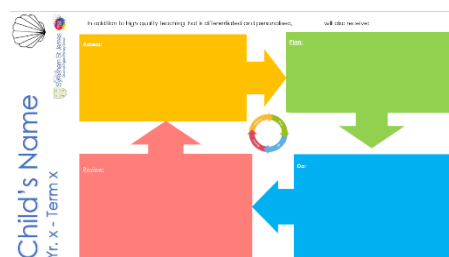 In addition to high quality teaching that is differentiated and personalised, will also receive:
Assess:
Plan:
Review:
Do:
Child's Name
Yr. x - Term x